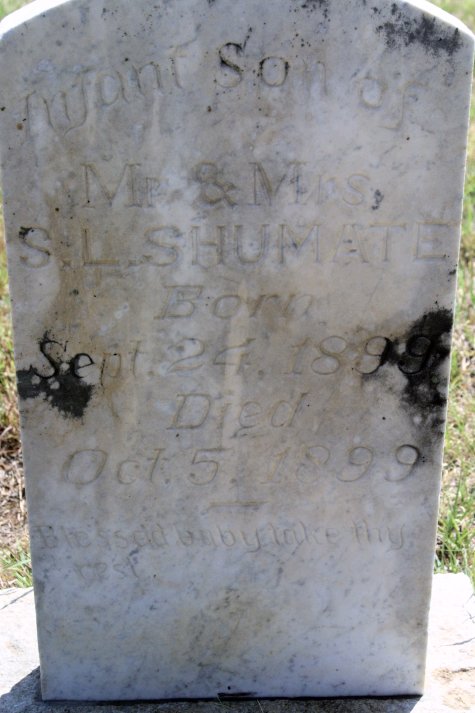 Infant Son of
Mr. & Mrs.
S. L. SHUMATE
Born
Sept. 24, 1899
Died
Oct. 5, 1899
Blessed baby take thy
rest